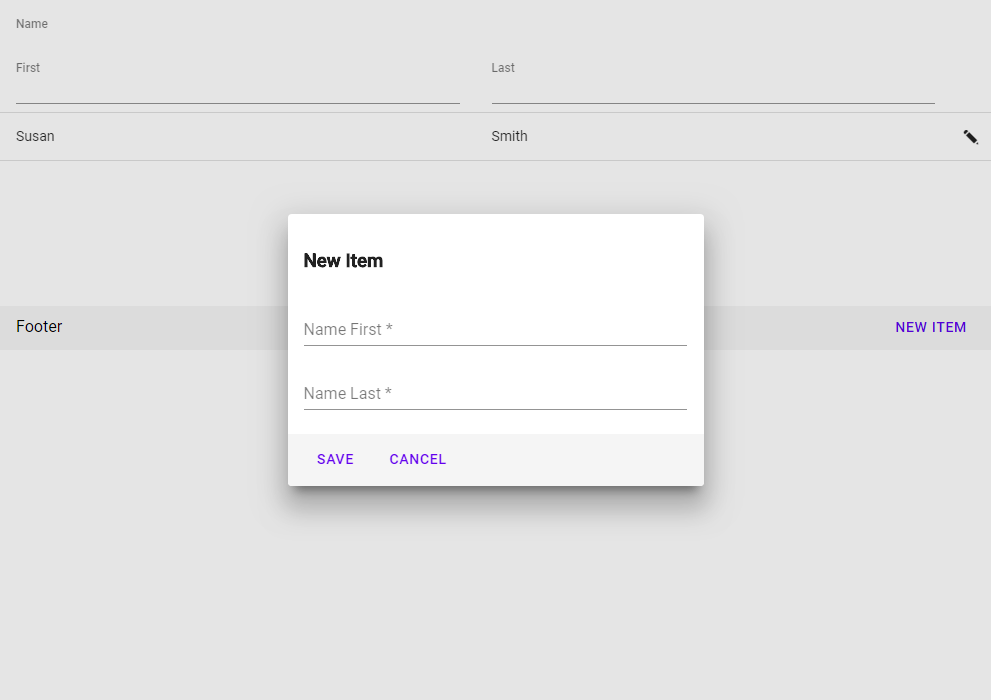 Name
First Last
Susan Smith
New Item
Name First *
Footer NEW ITEM
Name Last *
SAVE CANCEL